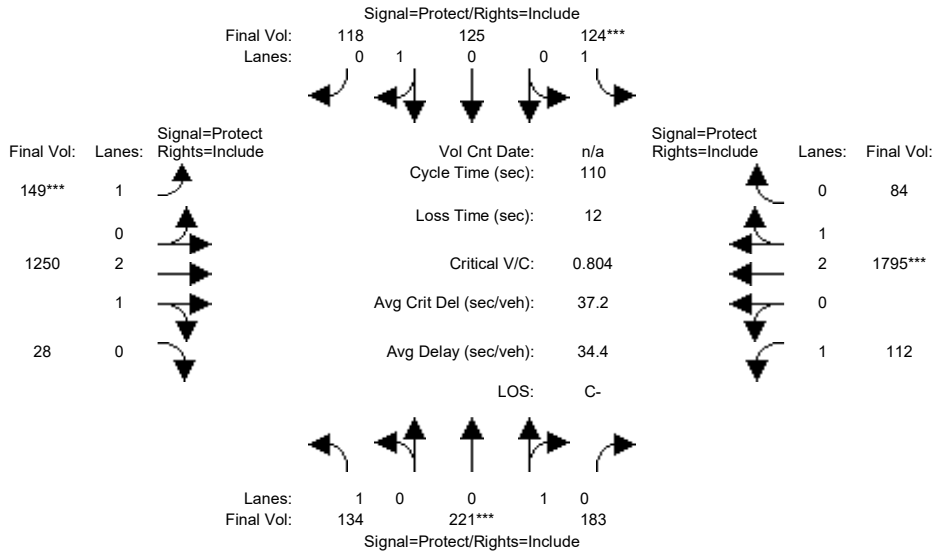 Signal=Protect/Rights=Include
Final Vol: 118 125 124***
Lanes: 0 1 0 0 1
Signal=Protect
Final Vol: Lanes: Rights=Include
Vol Cnt Date: n/a
Signal=Protect
Rights=Include Lanes: Final Vol:
Cycle Time (sec): 110
149*** 1
0 84
Loss Time (sec): 12
0
1
1250 2
Critical V/C: 0.804
2 1795***
1
Avg Crit Del (sec/veh): 37.2
0
28 0
Avg Delay (sec/veh): 34.4
1 112
LOS: C-
Lanes: 1 0 0 1 0
Final Vol: 134 221*** 183
Signal=Protect/Rights=Include